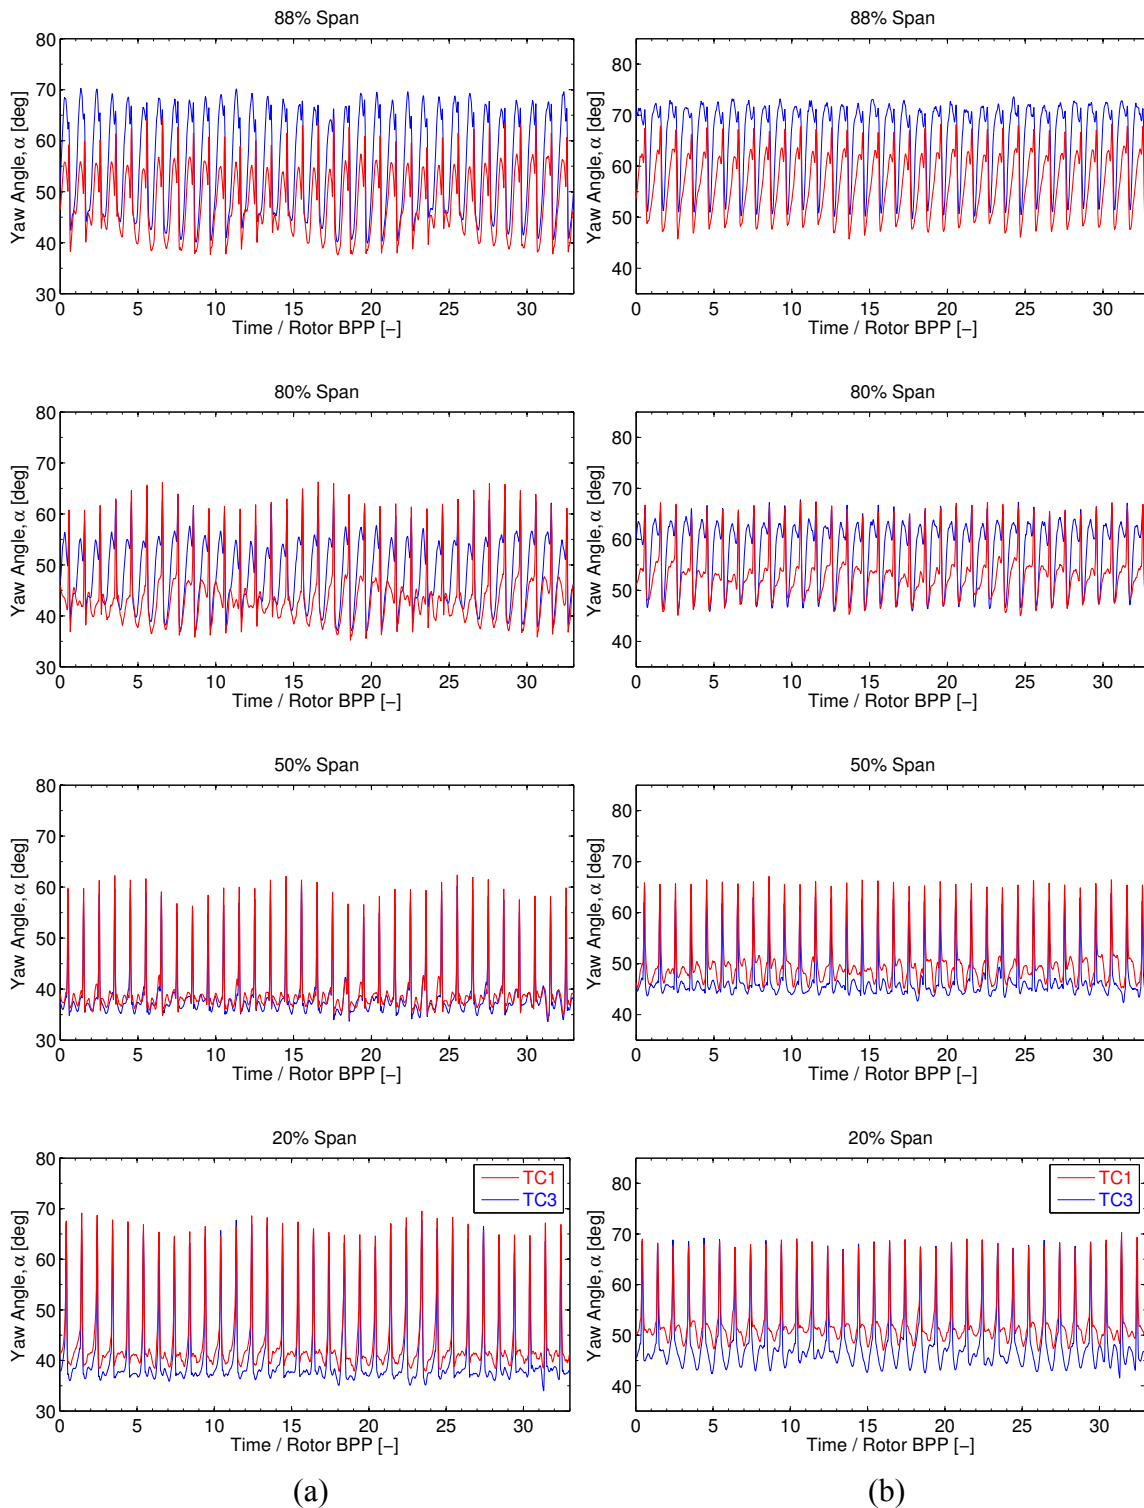 88% Span
80
70
60
50
40
30
Yaw Angle, α [deg]
0 5 10 15 20 25 30
Time / Rotor BPP [−]
88% Span
80
70
60
50
40
Yaw Angle, α [deg]
0 5 10 15 20 25 30
Time / Rotor BPP [−]
80% Span
80
70
60
50
40
30
Yaw Angle, α [deg]
0 5 10 15 20 25 30
Time / Rotor BPP [−]
80% Span
80
70
60
50
40
Yaw Angle, α [deg]
0 5 10 15 20 25 30
Time / Rotor BPP [−]
50% Span
80
70
60
50
40
30
Yaw Angle, α [deg]
0 5 10 15 20 25 30
Time / Rotor BPP [−]
50% Span
80
70
60
50
40
Yaw Angle, α [deg]
0 5 10 15 20 25 30
Time / Rotor BPP [−]
20% Span
80
70
60
50
40
30
Yaw Angle, α [deg]
TC1
TC3
0 5 10 15 20 25 30
Time / Rotor BPP [−]
20% Span
80
70
60
50
40
Yaw Angle, α [deg]
TC1
TC3
0 5 10 15 20 25 30
Time / Rotor BPP [−]
(a)
(b)